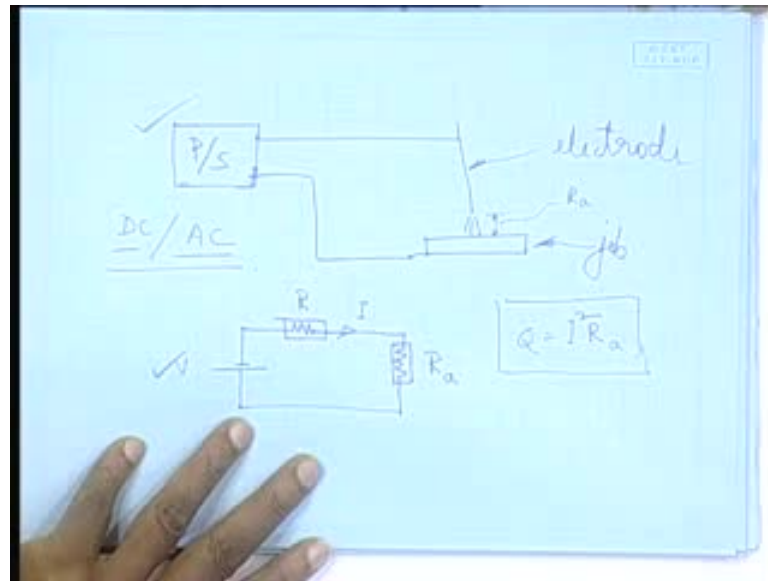 P/S
electrode
Ra
DC/AC
job
R I
V
Ra
Q = I²Ra